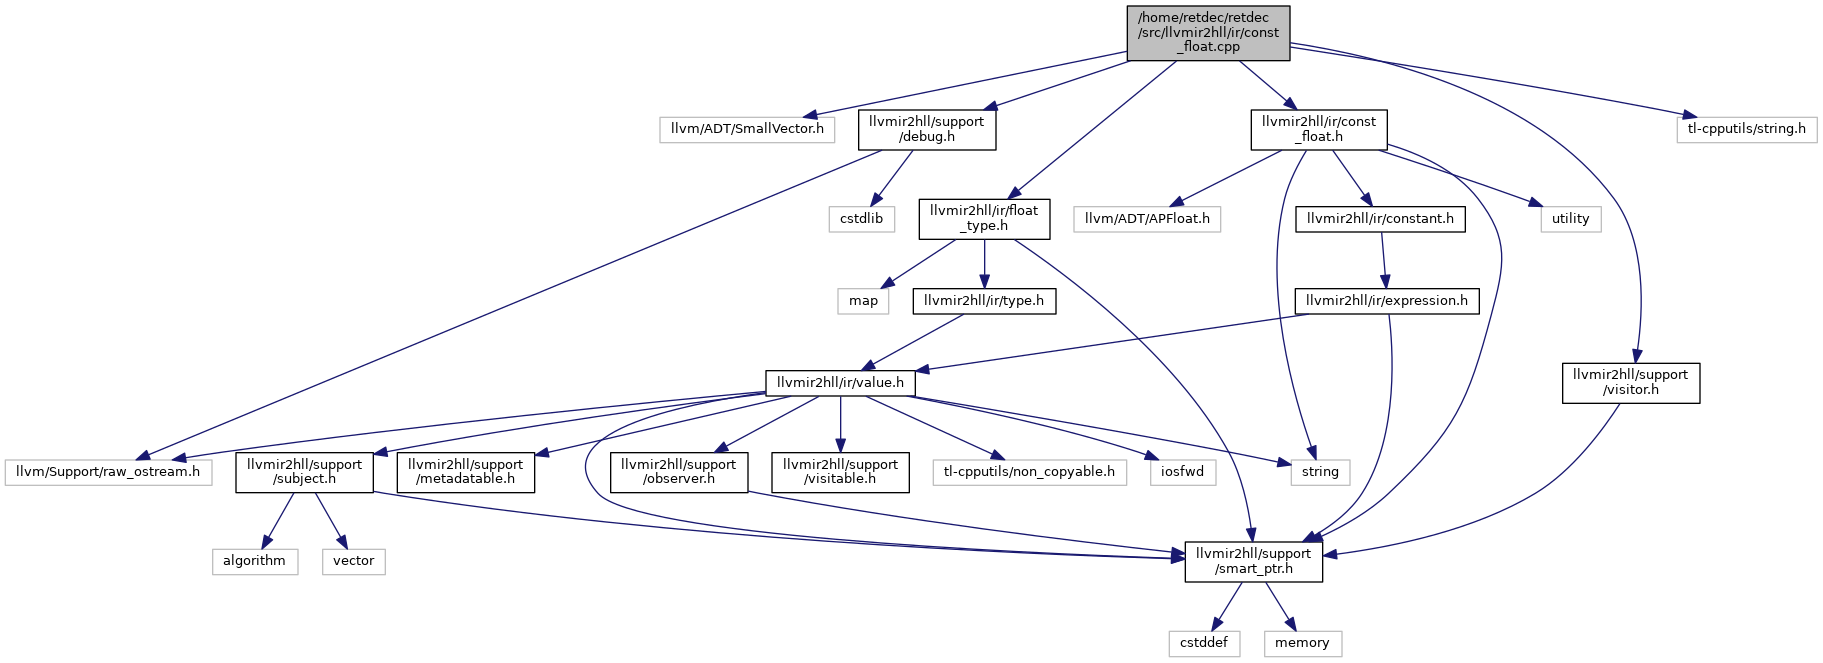 /home/retdec/retdec
/src/llvmir2hll/ir/const
_float.cpp
llvm/ADT/SmallVector.h
llvmir2hll/support
/debug.h
llvmir2hll/ir/const
_float.h
tl-cpputils/string.h
cstdlib
llvmir2hll/ir/float
_type.h
llvm/ADT/APFloat.h
llvmir2hll/ir/constant.h
utility
map
llvmir2hll/ir/type.h
llvmir2hll/ir/expression.h
llvmir2hll/ir/value.h
llvmir2hll/support
/visitor.h
llvm/Support/raw_ostream.h
llvmir2hll/support
/subject.h
llvmir2hll/support
/metadatable.h
llvmir2hll/support
/observer.h
llvmir2hll/support
/visitable.h
tl-cpputils/non_copyable.h
iosfwd
string
algorithm
vector
llvmir2hll/support
/smart_ptr.h
cstddef
memory